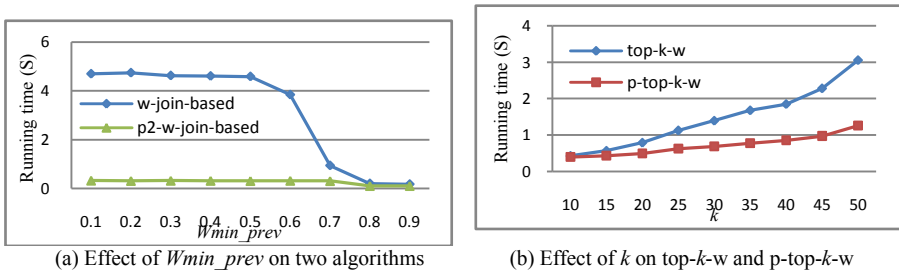 6
4
2
0
Running time (S)
w-join-based
p2-w-join-based
0.1 0.2 0.3 0.4 0.5 0.6 0.7 0.8 0.9
Wmin_prev
(a) Effect of Wmin_prev on two algorithms
4
3
2
1
0
Running time (S)
top-k-w
p-top-k-w
10 15 20 25 30 35 40 45 50
k
(b) Effect of k on top-k-w and p-top-k-w